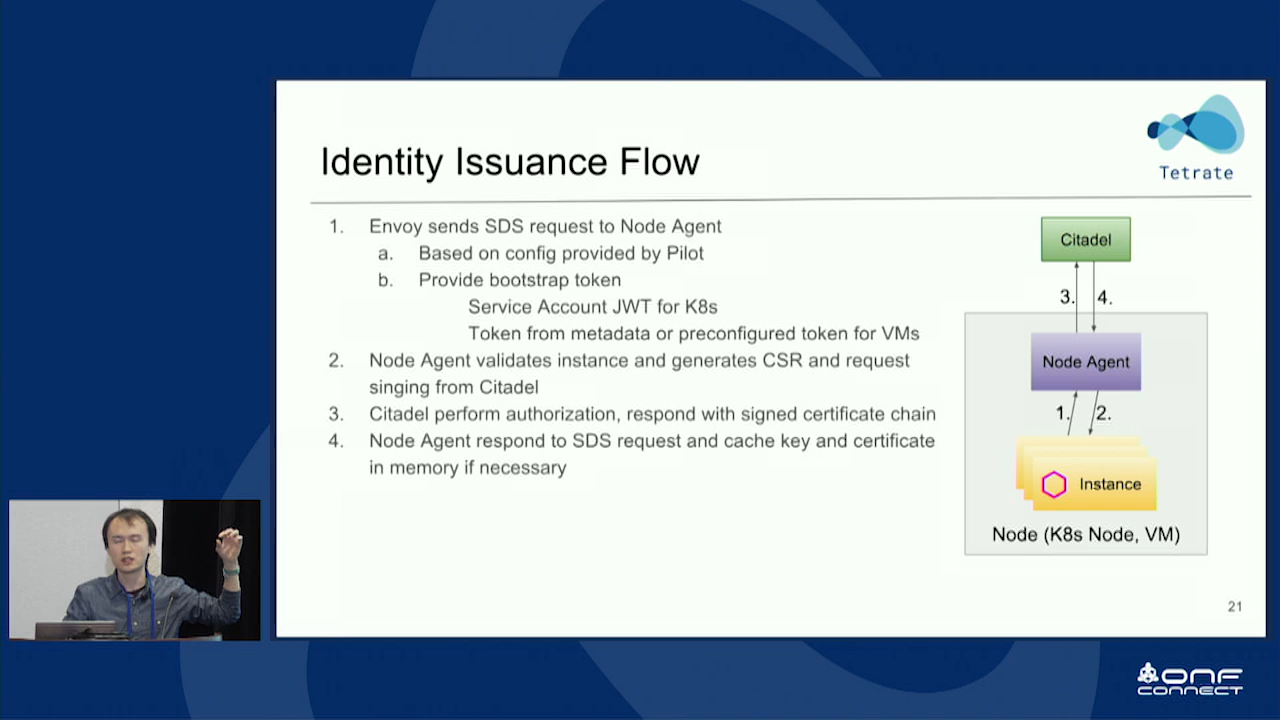 Tetrate
Identity Issuance Flow
1. Envoy sends SDS request to Node Agent
a. Based on config provided by Pilot
b. Provide bootstrap token
Service Account JWT for K8s
Token from metadata or preconfigured token for VMs
2. Node Agent validates instance and generates CSR and request
singing from Citadel
3. Citadel perform authorization, respond with signed certificate chain
4. Node Agent respond to SDS request and cache key and certificate
in memory if necessary
Citadel
3. 4.
Node Agent
1. 2.
Instance
Node (K8s Node, VM)
21
ONF
CONNECT